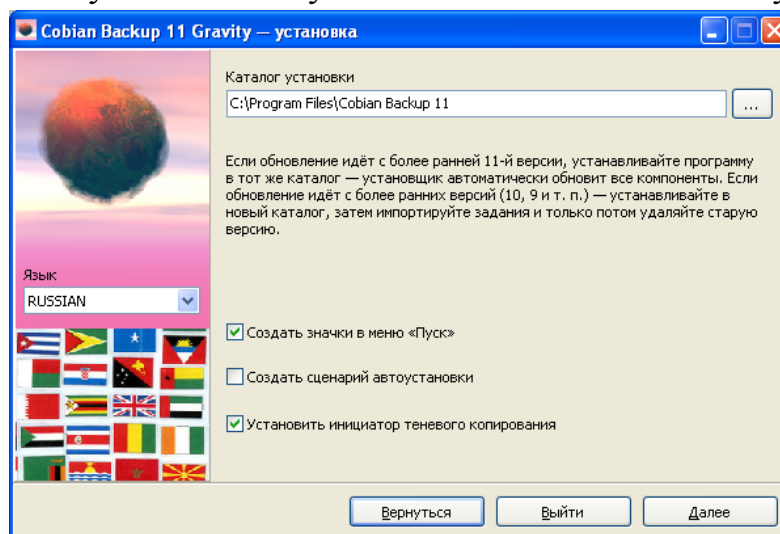 Cobian Backup 11 Gravity — установка
Каталог установки
C:\Program Files\Cobian Backup 11
...
Если обновление идёт с более ранней 11-й версии, устанавливайте программу
в тот же каталог — установщик автоматически обновит все компоненты. Если
обновление идёт с более ранних версий (10, 9 и т. п.) — устанавливайте в
новый каталог, затем импортируйте задания и только потом удаляйте старую
версию.
Язык
RUSSIAN
Создать значки в меню «Пуск»
Создать сценарий автоустановки
Установить инициатор теневого копирования
Вернуться
Выйти
Далее